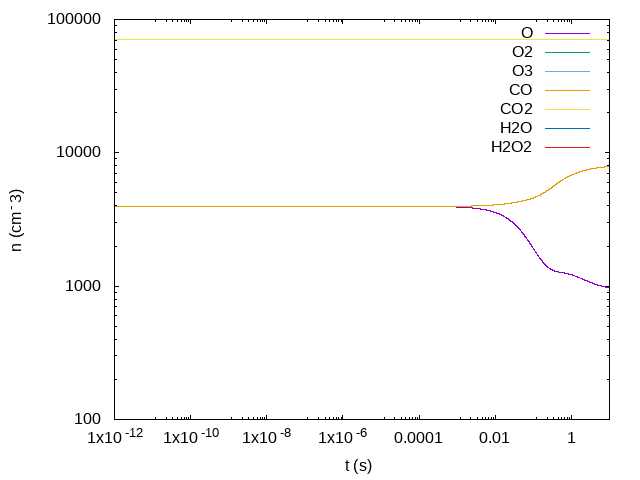 100000
10000
1000
100
n (cm⁻3)
1x10⁻¹²
1x10⁻¹⁰
1x10⁻⁸
1x10⁻⁶
0.0001
0.01
1
t (s)
O
O2
O3
CO
CO2
H2O
H2O2